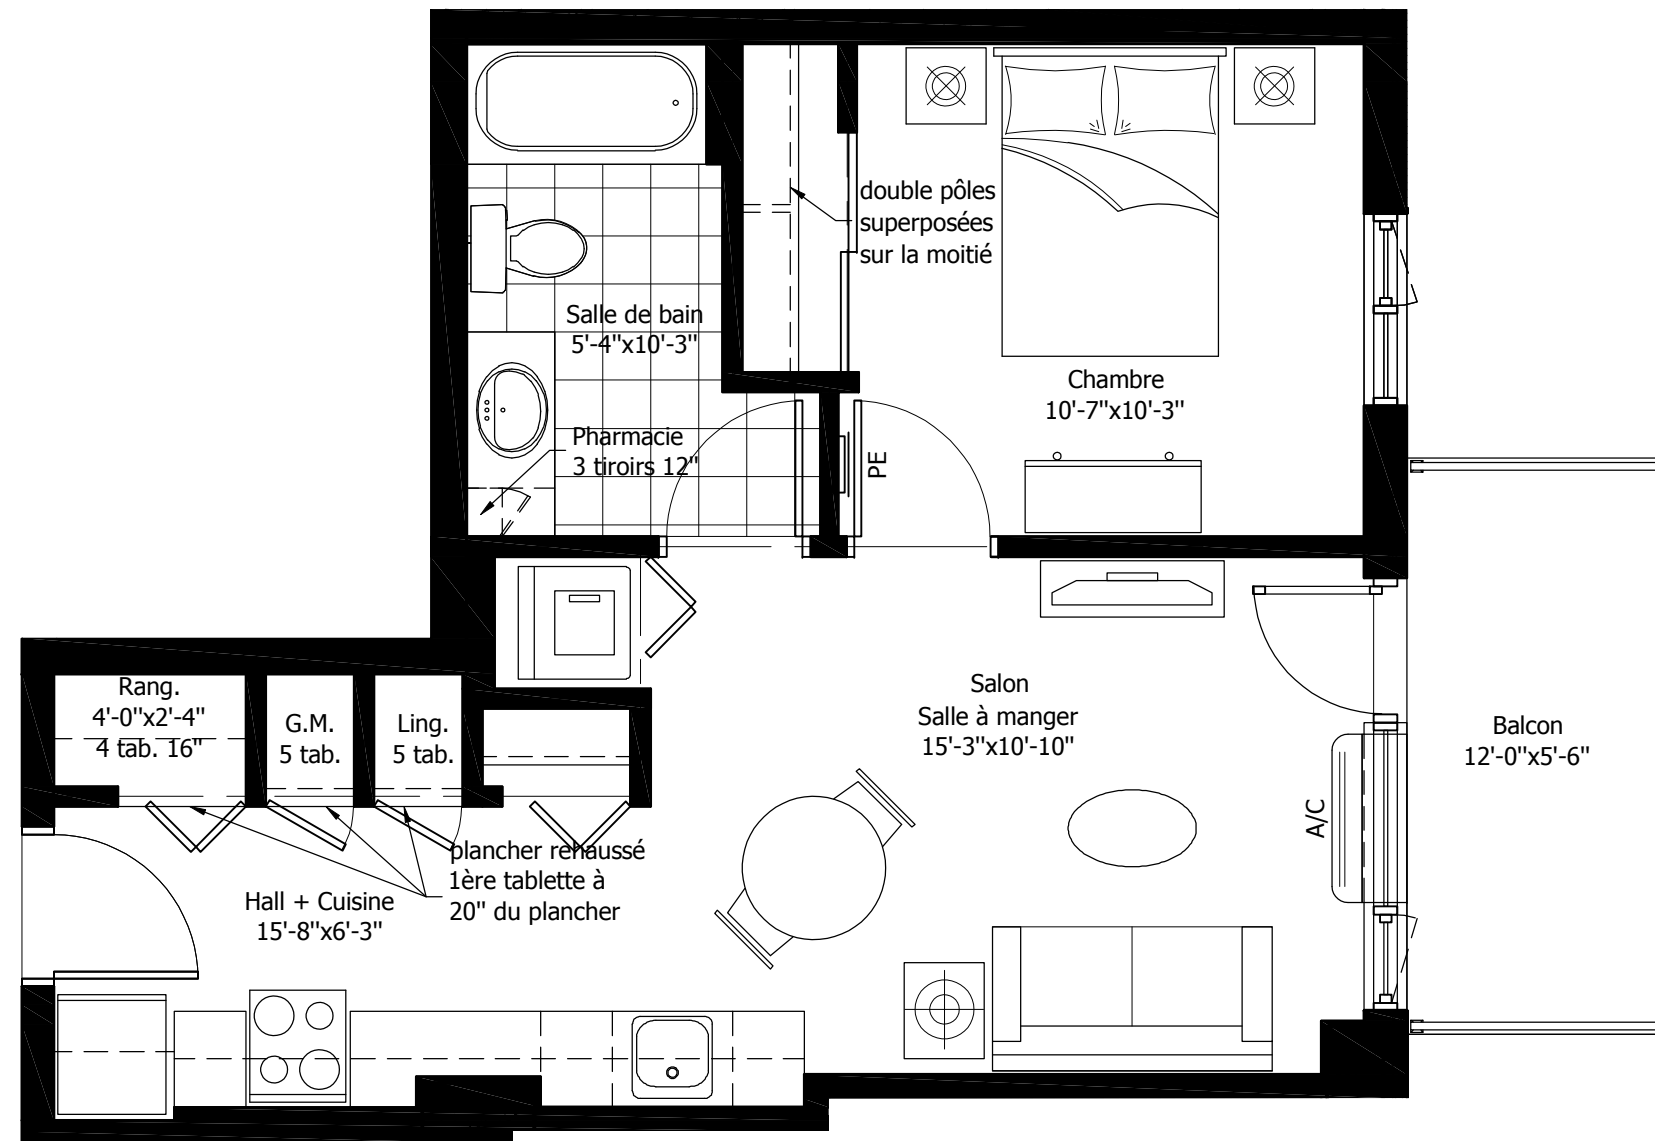 double pôles
superposées
sur la moitié
Salle de bain
5'-4"x10'-3"
Chambre
10'-7"x10'-3"
Pharmacie
3 tiroirs 12"
PE
Rang.
4'-0"x2'-4"
4 tab. 16"
G.M.
5 tab.
Ling.
5 tab.
Salon
Salle à manger
15'-3"x10'-10"
Balcon
12'-0"x5'-6"
A/C
plancher rehaussé
1ère tablette à
20" du plancher
Hall + Cuisine
15'-8"x6'-3"